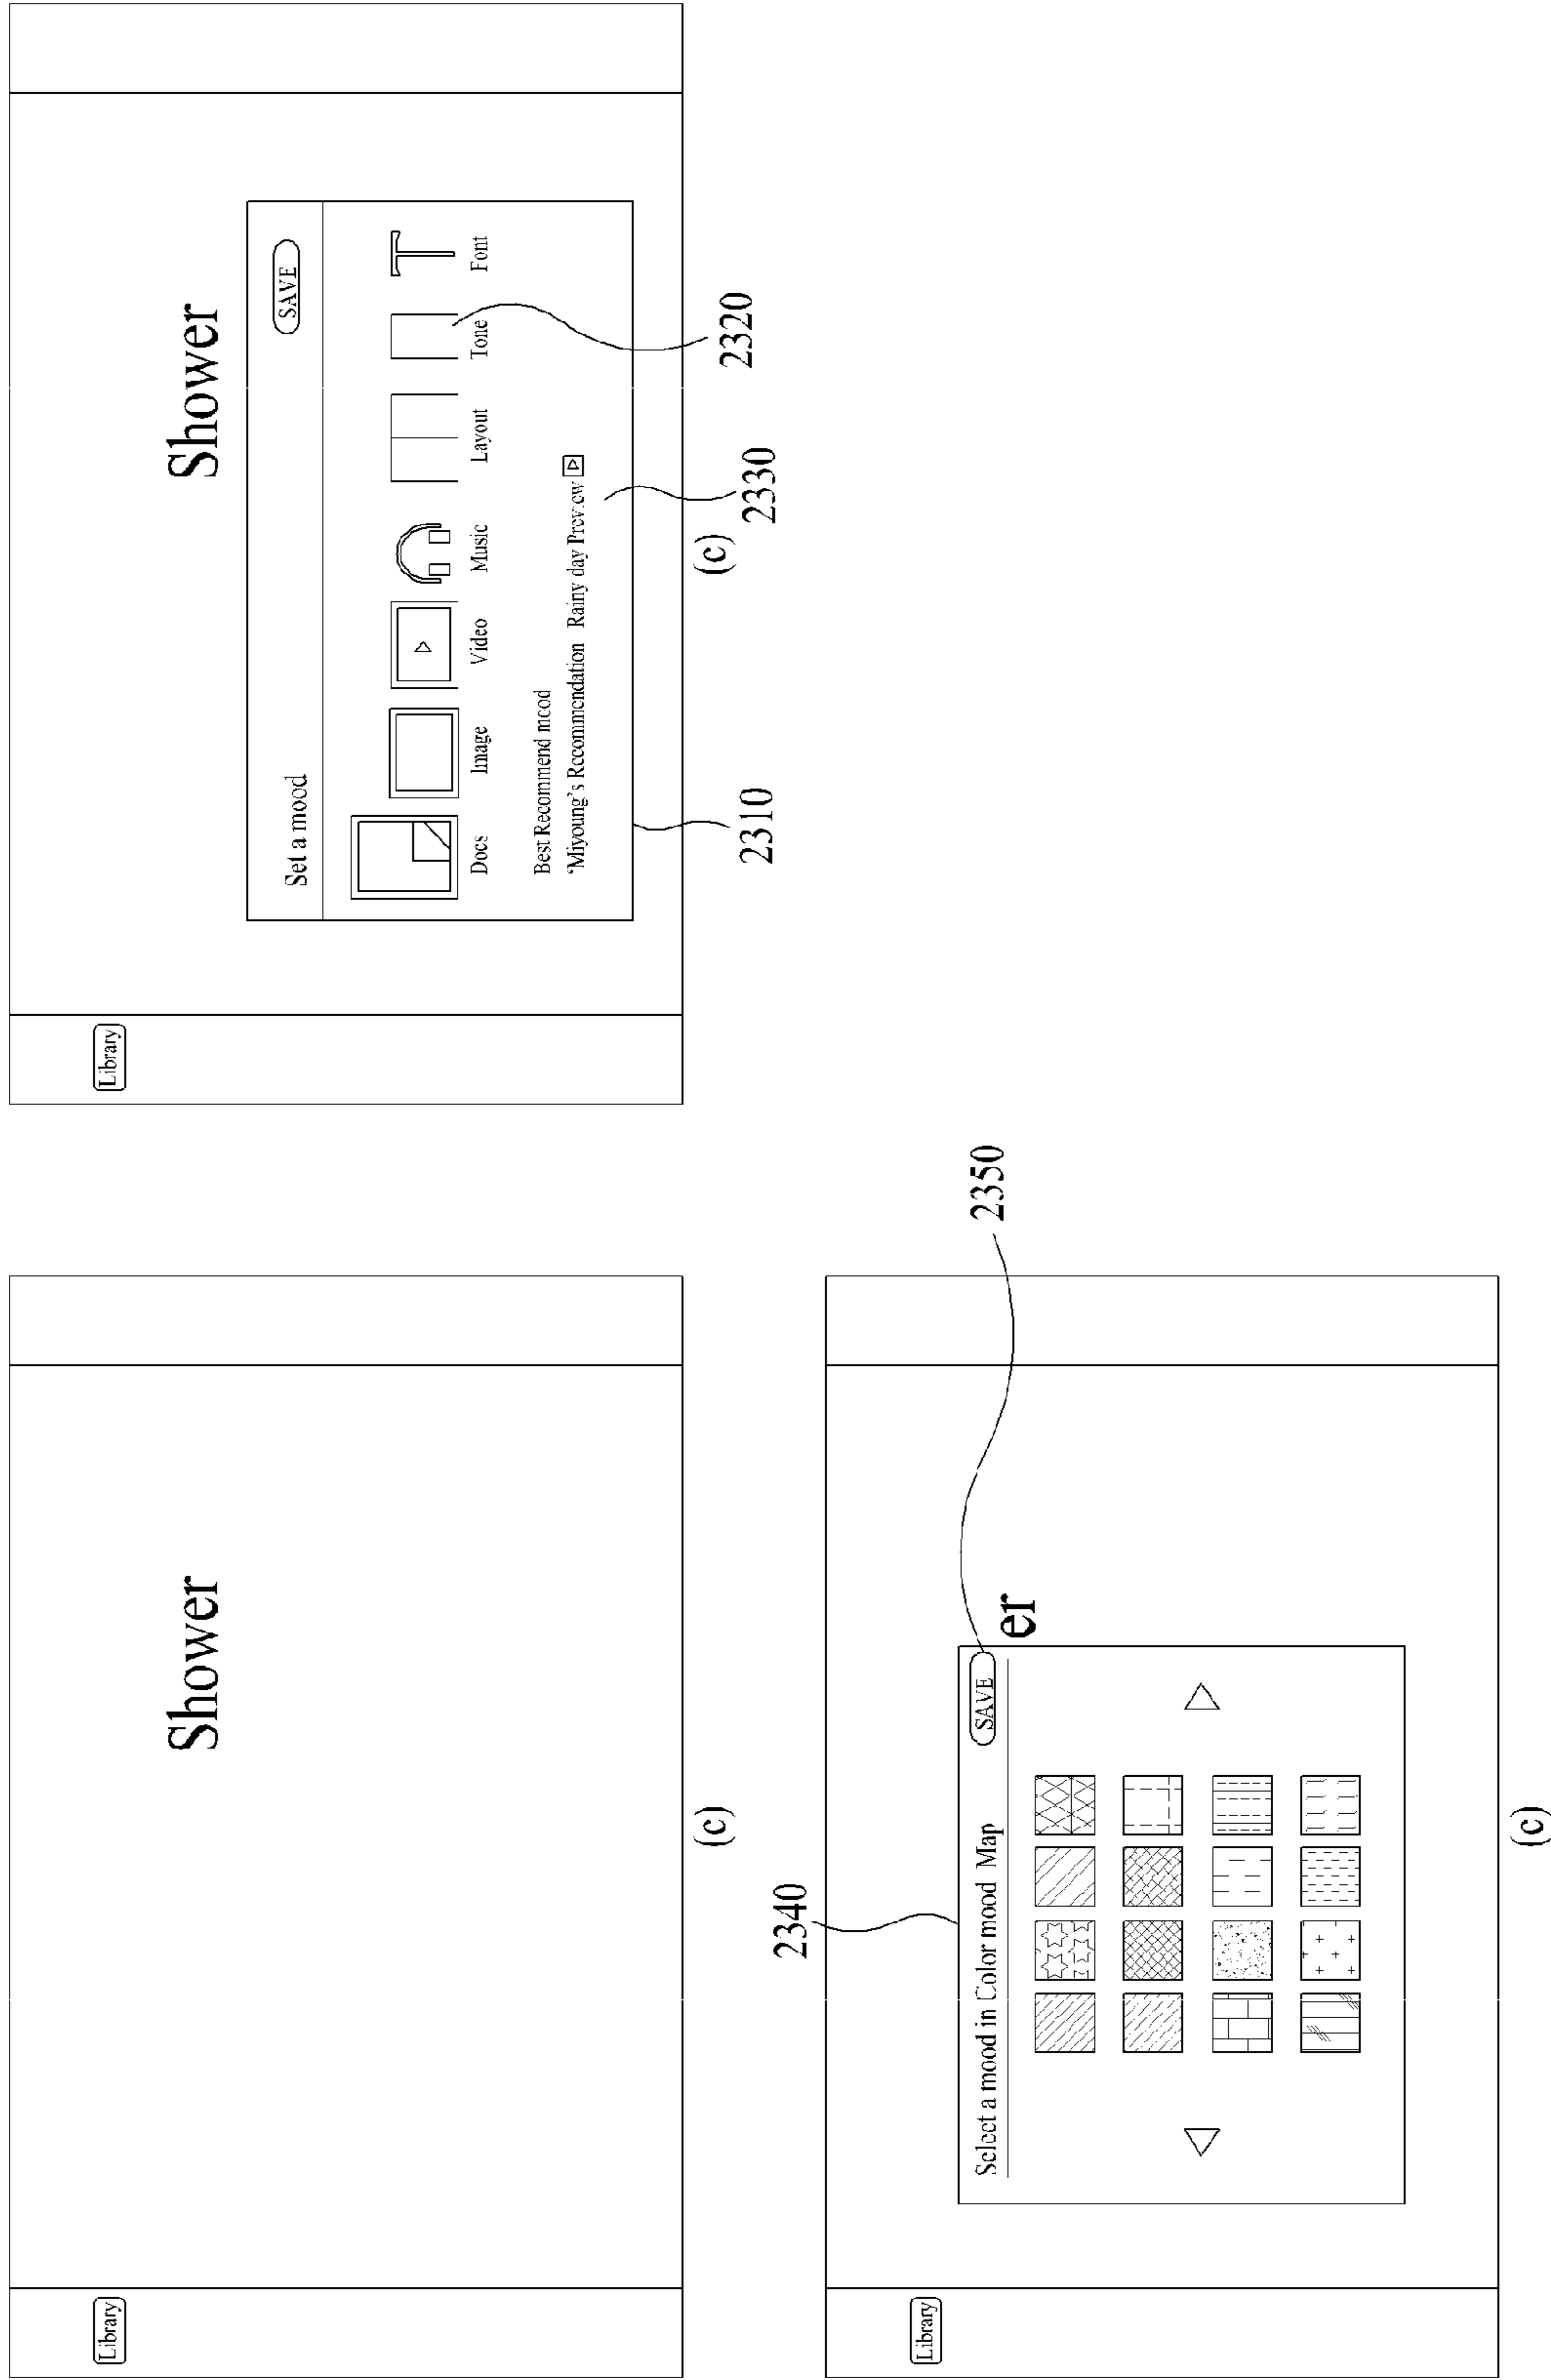 Library
Shower
(c)
Library
Shower
Set a mood
SAVE
Docs Image Video Music Layout Tone Font
Best Recommend mood
‘Miyoung’s Recommendation Rainy day Preview
2310
(c)
2330
2320
2340
2350
Library
Select a mood in Color mood Map
SAVE
er
(c)